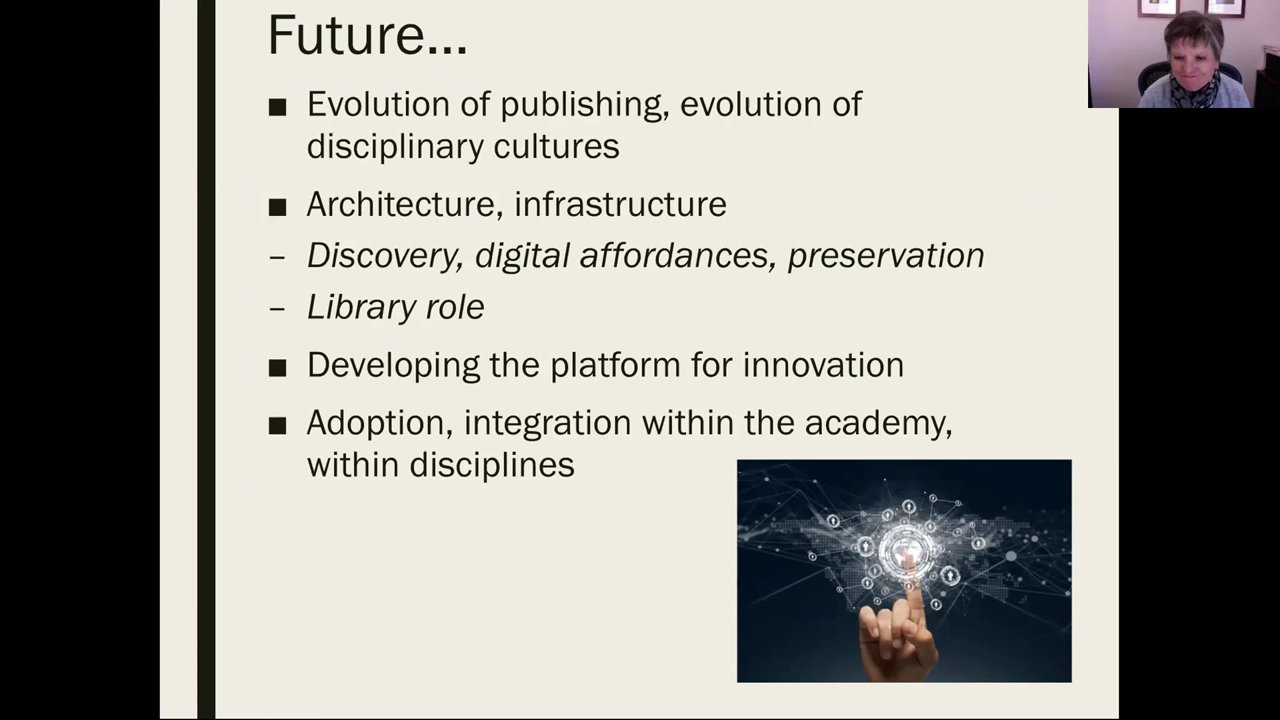 Future...
■ Evolution of publishing, evolution of
disciplinary cultures
■ Architecture, infrastructure
– Discovery, digital affordances, preservation
– Library role
■ Developing the platform for innovation
■ Adoption, integration within the academy,
within disciplines